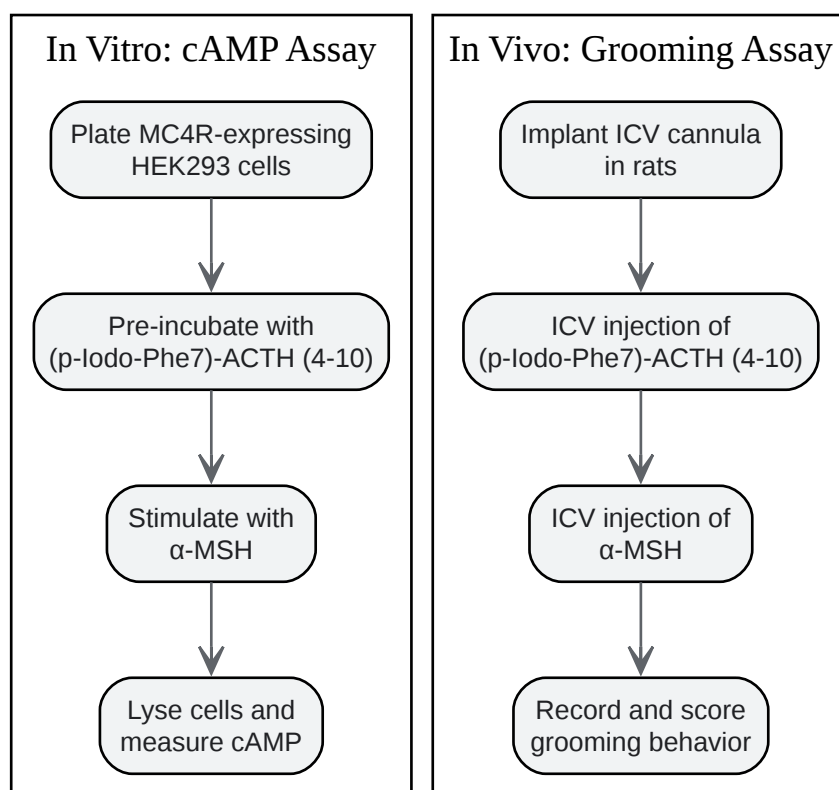 In Vitro: cAMP Assay
Plate MC4R-expressing
HEK293 cells
Pre-incubate with
(p-Iodo-Phe7)-ACTH (4-10)
Stimulate with
α-MSH
Lyse cells and
measure cAMP
In Vivo: Grooming Assay
Implant ICV cannula
in rats
ICV injection of
(p-Iodo-Phe7)-ACTH (4-10)
ICV injection of
α-MSH
Record and score
grooming behavior